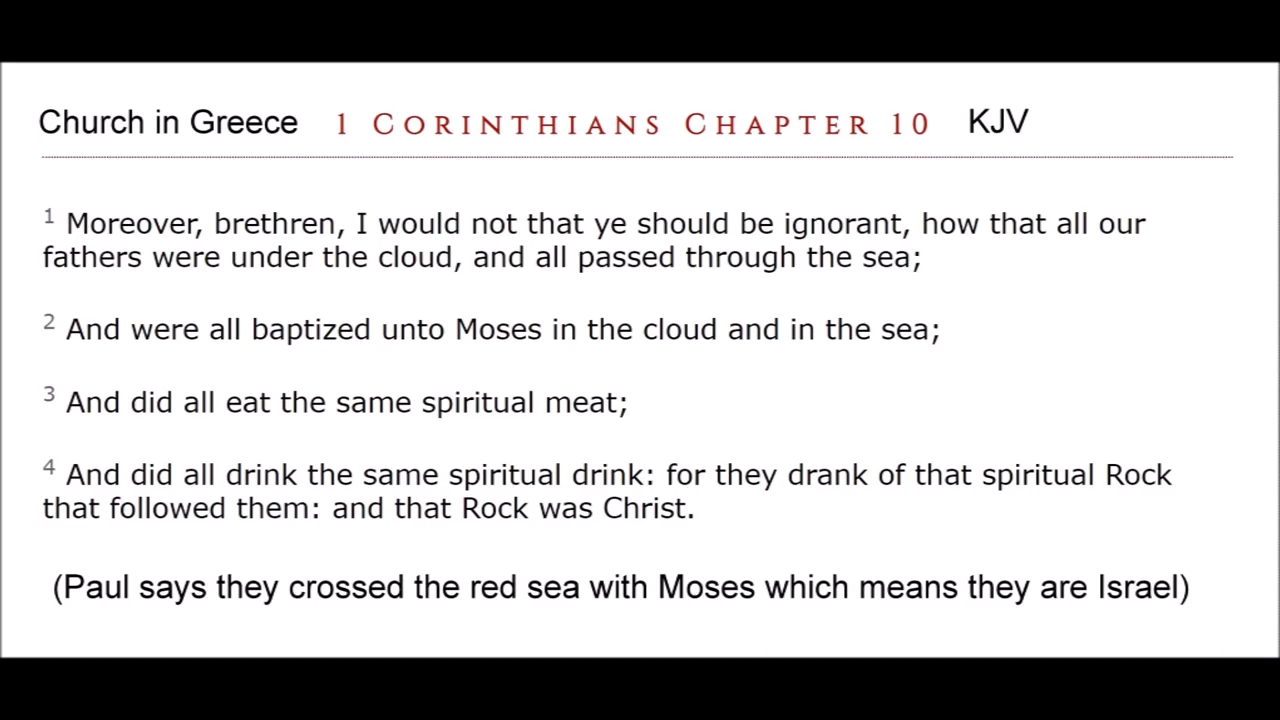 Church in Greece 1 CORINTHIANS CHAPTER 10 KJV
1 Moreover, brethren, I would not that ye should be ignorant, how that all our
fathers were under the cloud, and all passed through the sea;
2 And were all baptized unto Moses in the cloud and in the sea;
3 And did all eat the same spiritual meat;
4 And did all drink the same spiritual drink: for they drank of that spiritual Rock
that followed them: and that Rock was Christ.
(Paul says they crossed the red sea with Moses which means they are Israel)